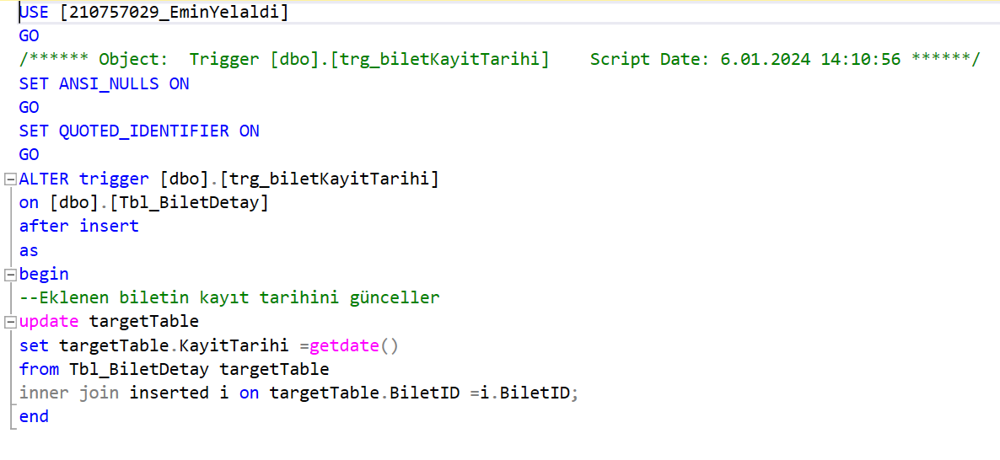 USE [210757029_EminYelaldi]
GO
/****** Object:  Trigger [dbo].[trg_biletKayitTarihi]    Script Date: 6.01.2024 14:10:56 ******/
SET ANSI_NULLS ON
GO
SET QUOTED_IDENTIFIER ON
GO
ALTER trigger [dbo].[trg_biletKayitTarihi]
on [dbo].[Tbl_BiletDetay]
after insert
as
begin
--Eklenen biletin kayıt tarihini günceller
update targetTable
set targetTable.KayitTarihi =getdate()
from Tbl_BiletDetay targetTable
inner join inserted i on targetTable.BiletID =i.BiletID;
end